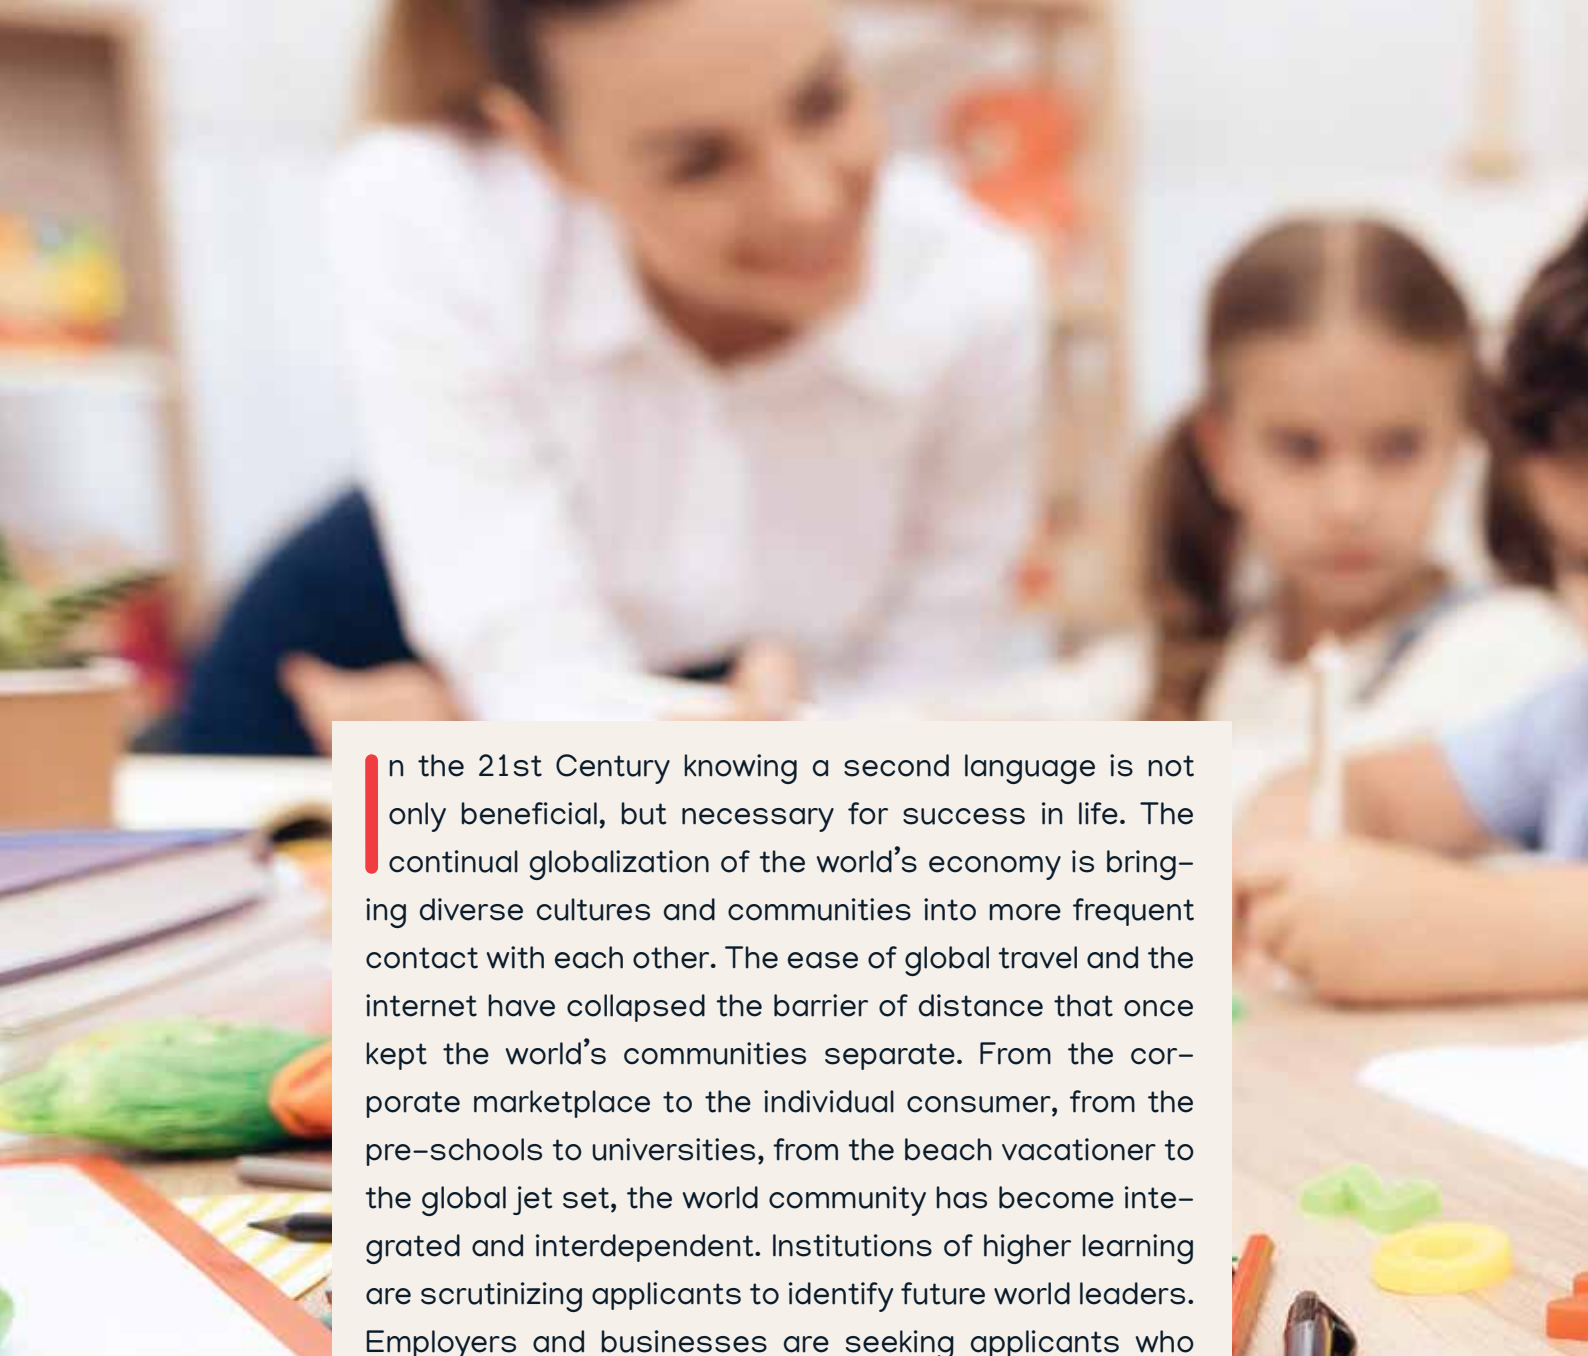 In the 21st Century knowing a second language is not
only beneficial, but necessary for success in life. The
continual globalization of the world’s economy is bring-
ing diverse cultures and communities into more frequent
contact with each other. The ease of global travel and the
internet have collapsed the barrier of distance that once
kept the world’s communities separate. From the cor-
porate marketplace to the individual consumer, from the
pre-schools to universities, from the beach vacationer to
the global jet set, the world community has become inte-
grated and interdependent. Institutions of higher learning
are scrutinizing applicants to identify future world leaders.
Employers and businesses are seeking applicants who